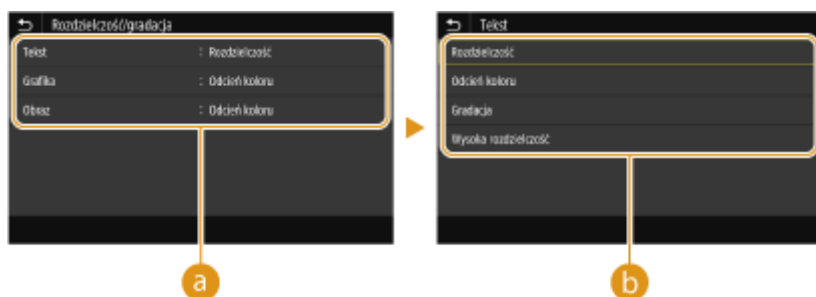 Rozdzielczość/gradacja
Tekst : Rozdzielczość
Grafika : Odcień koloru
Obraz : Odcień koloru
a
Tekst
Rozdzielczość
Odcień koloru
Gradacja
Wysoka rozdzielczość
b